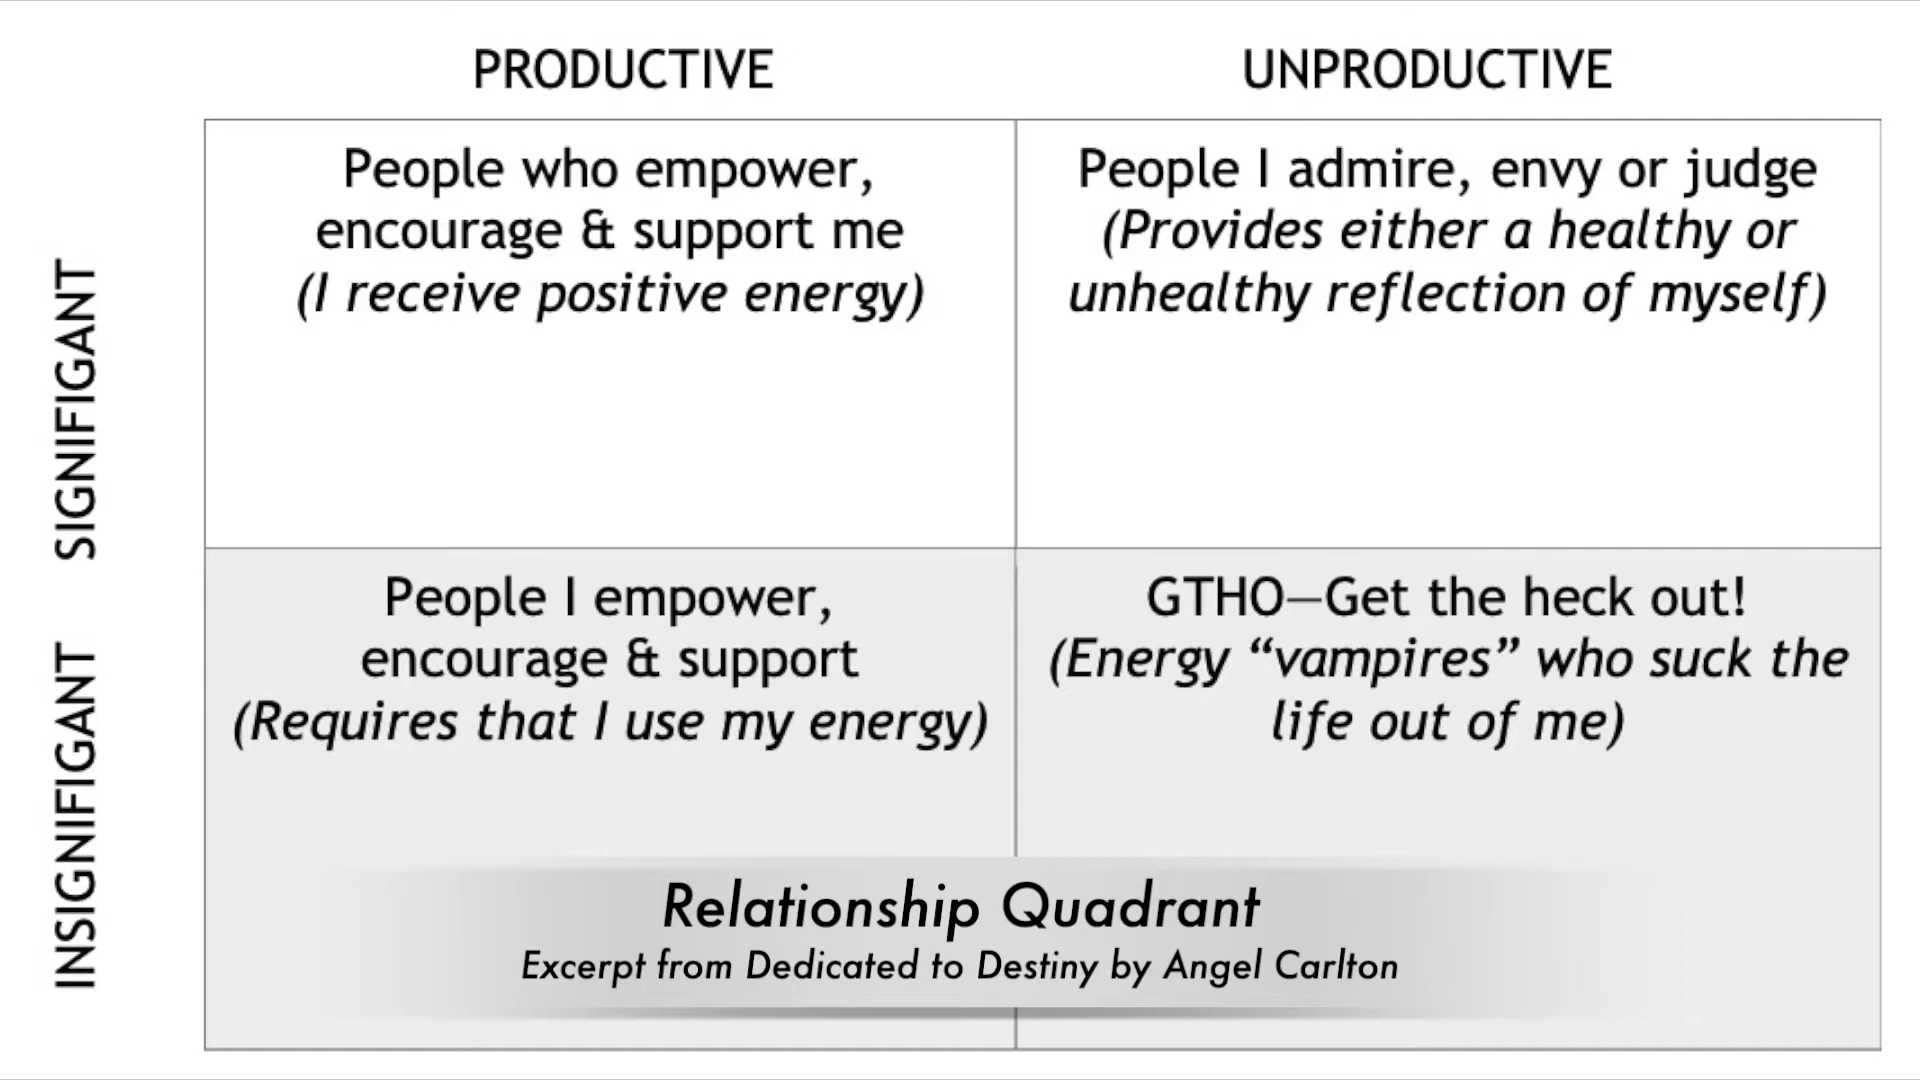 PRODUCTIVE
UNPRODUCTIVE
SIGNIFIGANT
People who empower,
encourage & support me
(I receive positive energy)
People I admire, envy or judge
(Provides either a healthy or
unhealthy reflection of myself)
INSIGNIFIGANT
People I empower,
encourage & support
(Requires that I use my energy)
GTHO—Get the heck out!
(Energy “vampires” who suck the
life out of me)
Relationship Quadrant
Excerpt from Dedicated to Destiny by Angel Carlton